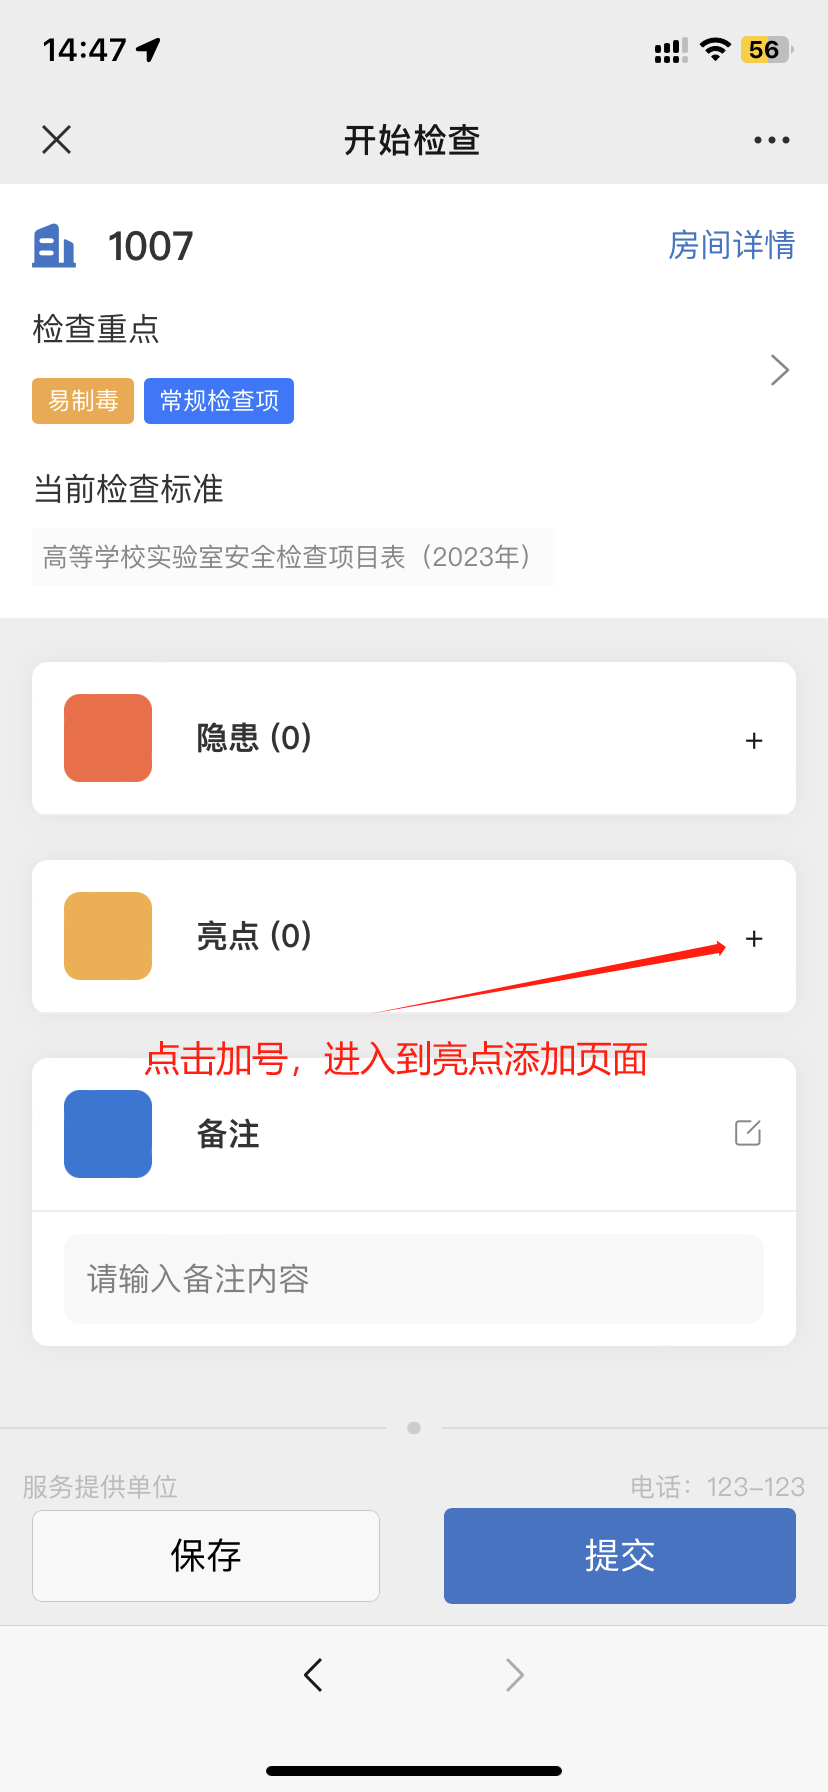 14:47
56
开始检查
1007
房间详情
检查重点
易制毒 常规检查项
当前检查标准
高等学校实验室安全检查项目表（2023年）
隐患 (0)
+
亮点 (0)
+
点击加号，进入到亮点添加页面
备注
请输入备注内容
服务提供单位
电话：123-123
保存
提交